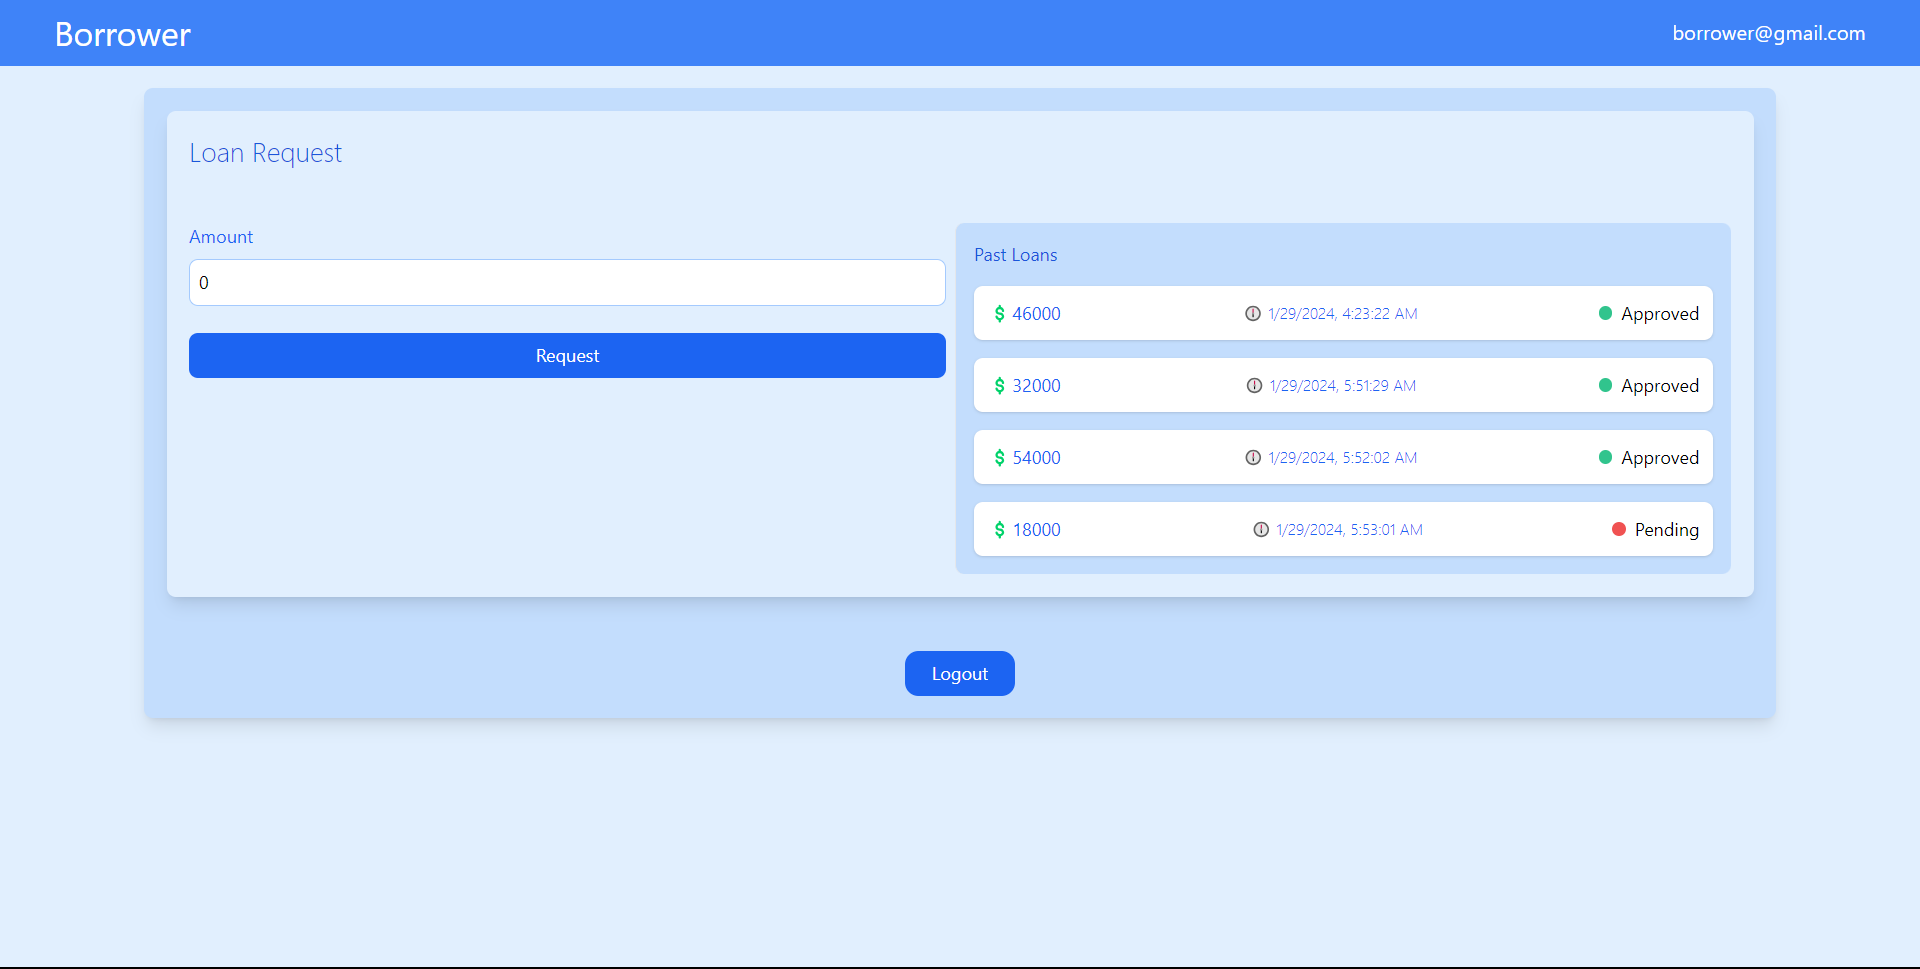 Borrower
borrower@gmail.com
Loan Request
Amount
0
Request
Past Loans
$ 46000 1/29/2024, 4:23:22 AM Approved
$ 32000 1/29/2024, 5:51:29 AM Approved
$ 54000 1/29/2024, 5:52:02 AM Approved
$ 18000 1/29/2024, 5:53:01 AM Pending
Logout